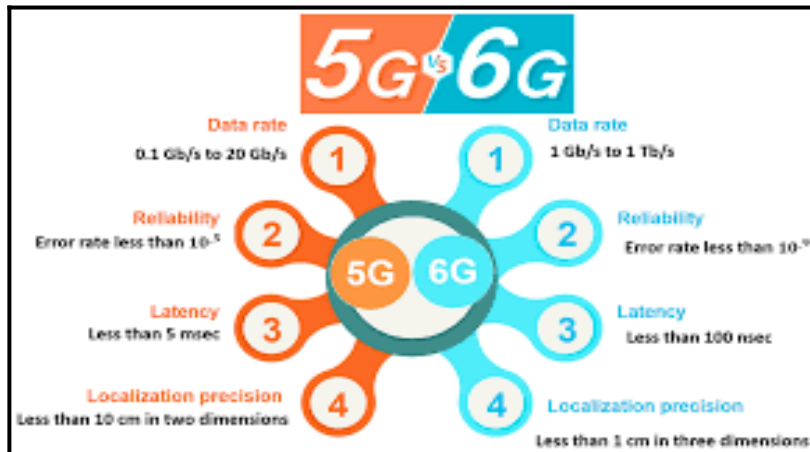 5G VS 6G
Data rate
0.1 Gb/s to 20 Gb/s
1
Reliability
Error rate less than 10⁻⁵
2
Latency
Less than 5 msec
3
Localization precision
Less than 10 cm in two dimensions
4
5G
6G
Data rate
1 Gb/s to 1 Tb/s
1
Reliability
Error rate less than 10⁻⁹
2
Latency
Less than 100 nsec
3
Localization precision
Less than 1 cm in three dimensions
4